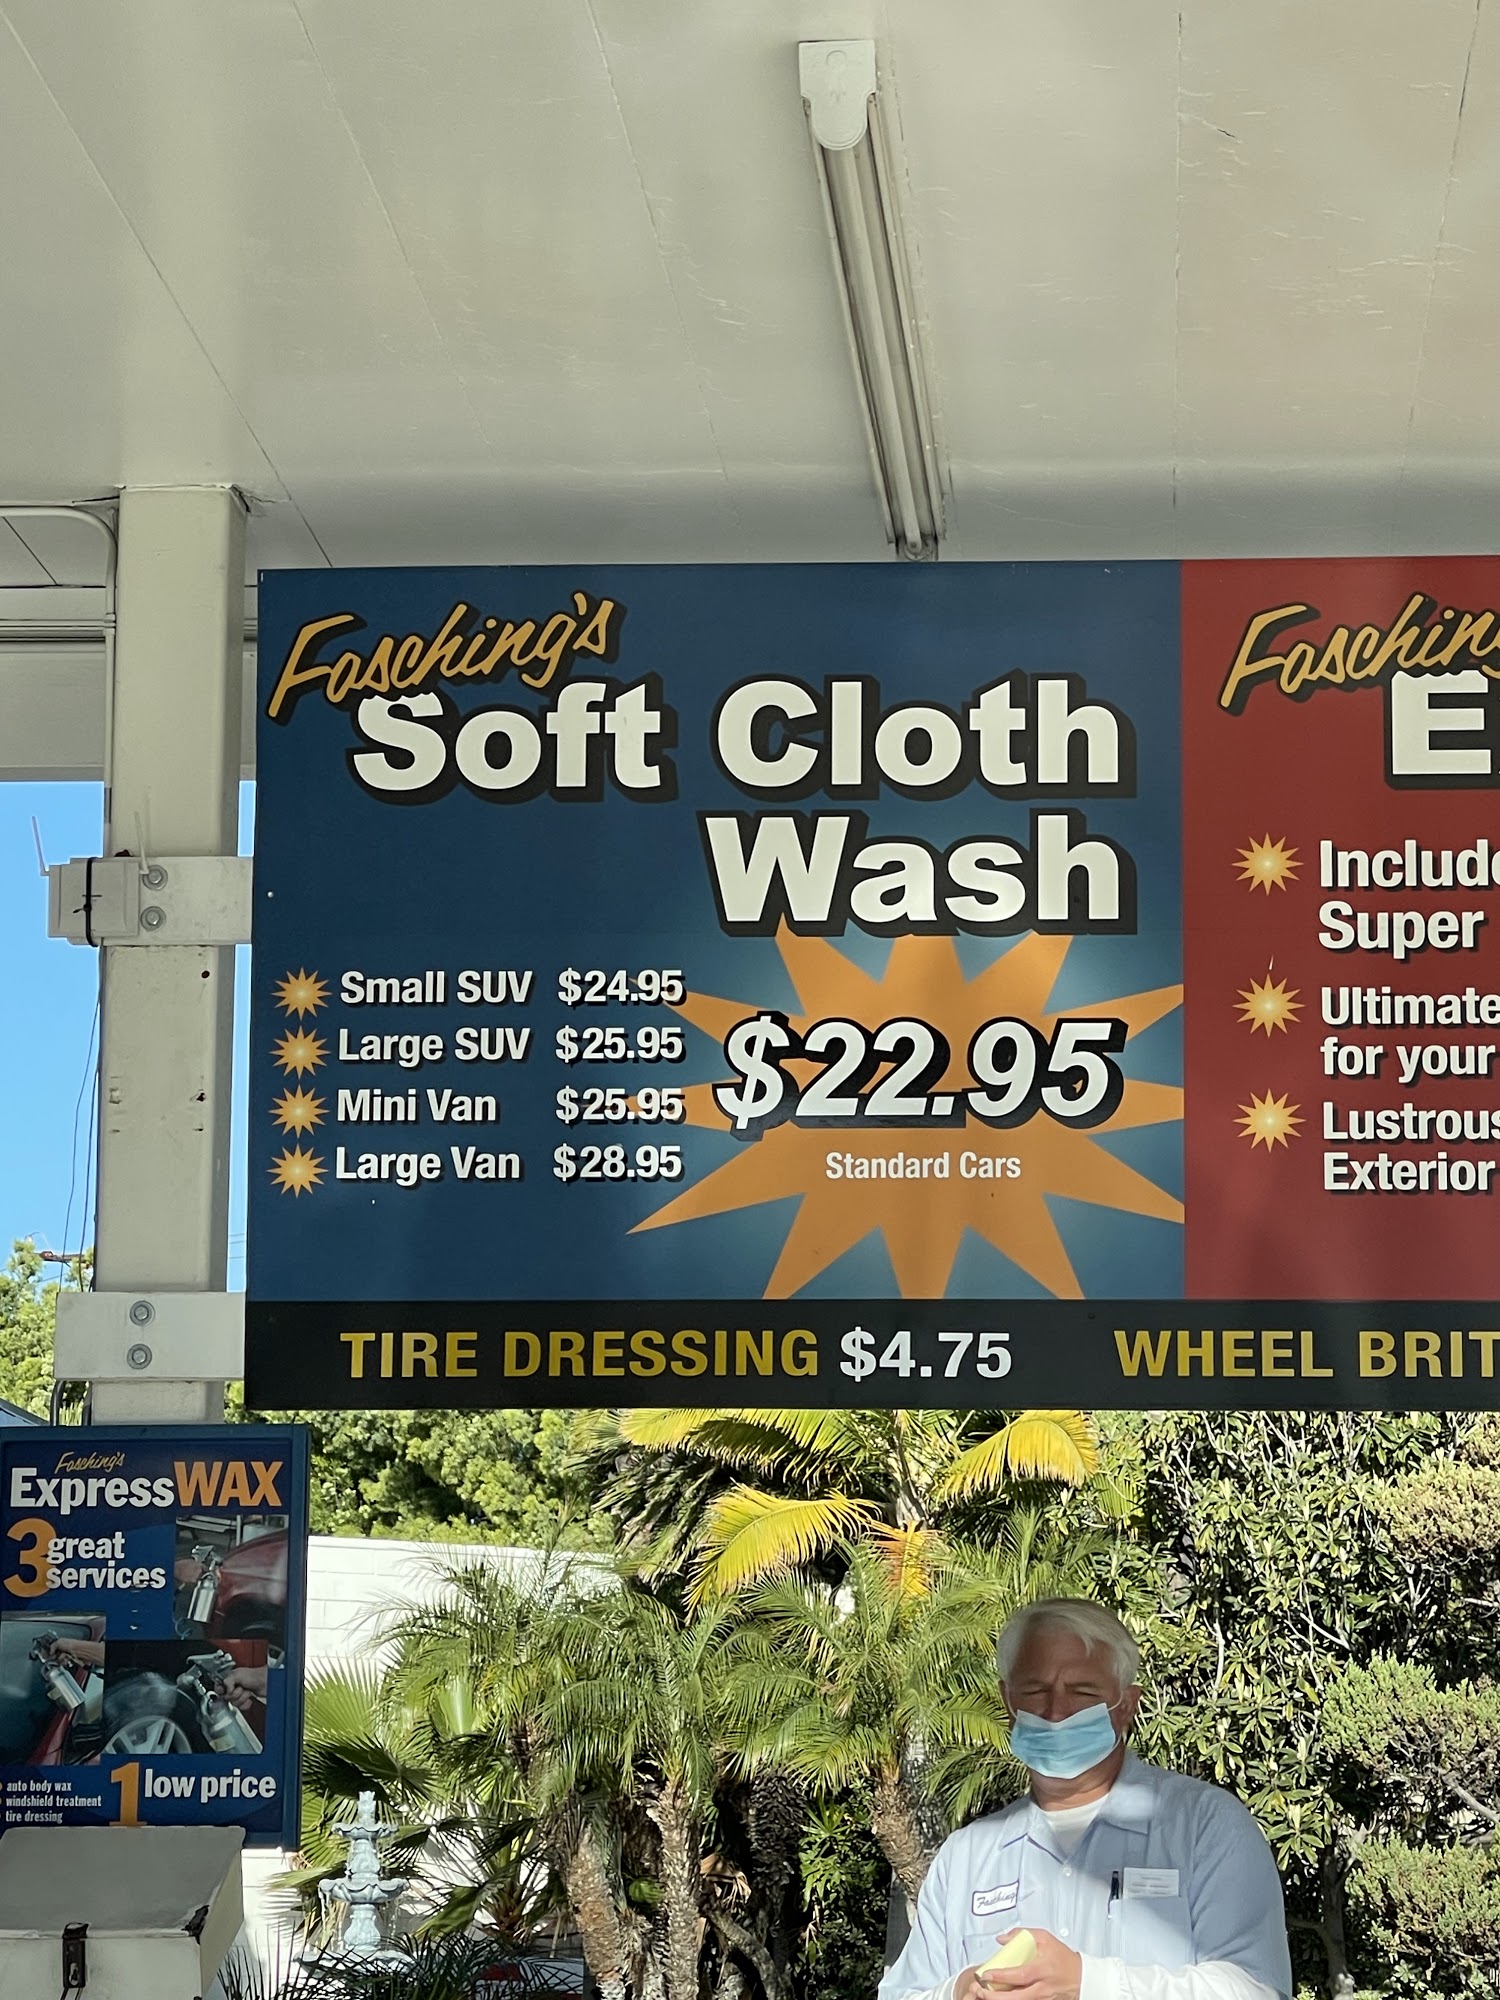 Fasching's
Soft Cloth
Wash
Small SUV $24.95
Large SUV $25.95
Mini Van $25.95
Large Van $28.95
$22.95
Standard Cars
Fasching
E
Include
Super
Ultimate
for your
Lustrous
Exterior
TIRE DRESSING $4.75
WHEEL BRIT
Fasching's
ExpressWAX
3 great
services
auto body wax
windshield treatment
tire dressing
1 low price
Fasching's